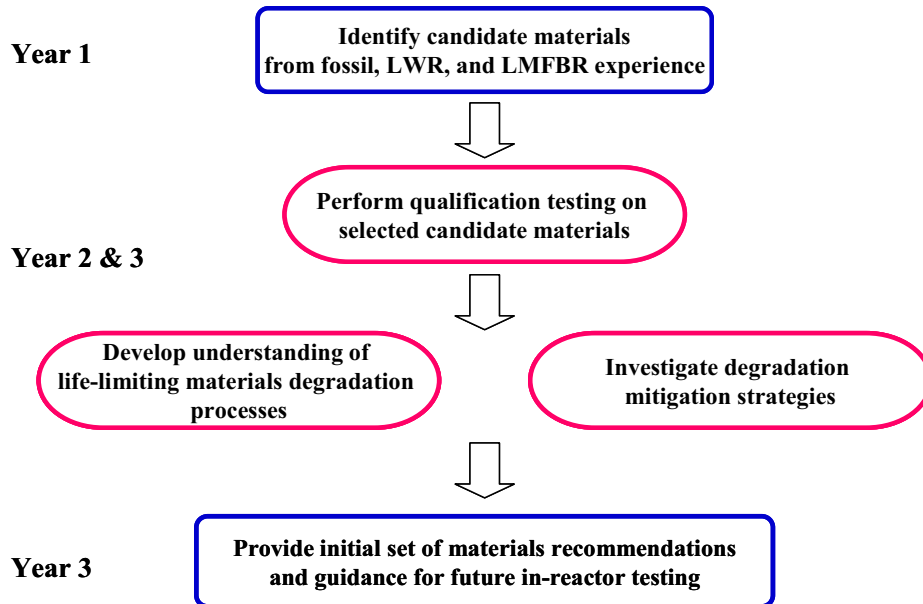 Year 1
Identify candidate materials
from fossil, LWR, and LMFBR experience
Perform qualification testing on
selected candidate materials
Year 2 & 3
Develop understanding of
life-limiting materials degradation
processes
Investigate degradation
mitigation strategies
Year 3
Provide initial set of materials recommendations
and guidance for future in-reactor testing